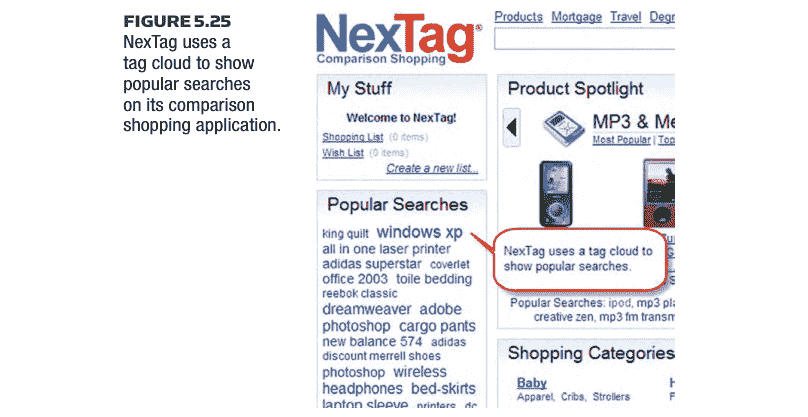 FIGURE 5.25
NexTag uses a
tag cloud to show
popular searches
on its comparison
shopping application.
NexTag®
Comparison Shopping
Products Mortgage Travel
My Stuff
Welcome to NexTag!
Shopping List (0 items)
Wish List (0 items)
Create a new list...
Popular Searches
king quilt windows xp
all in one laser printer
adidas superstar coverlet
office 2003 toile bedding
reebok classic
dreamweaver adobe
photoshop cargo pants
new balance 574 adidas
discount merrell shoes
photoshop wireless
headphones bed-skirts
laptop sleeve printers dc
Product Spotlight
MP3 &
Most Popular | Top
NexTag uses a tag cloud to
show popular searches.
Popular Searches: ipod, mp3
creative zen, mp3 fm
Shopping Categories
Baby
Apparel, Cribs, Strollers